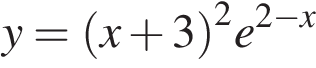 y = (x + 3)^2 e^{2−x}